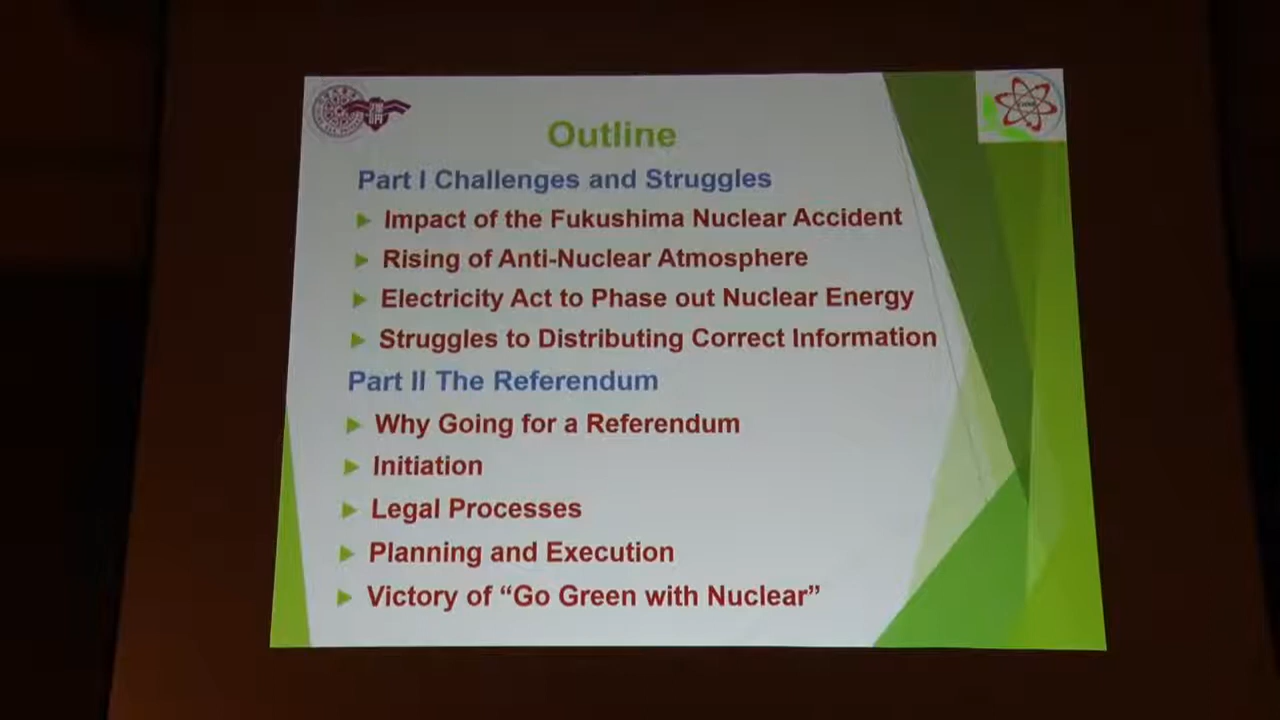 Outline
Part I Challenges and Struggles
Impact of the Fukushima Nuclear Accident
Rising of Anti-Nuclear Atmosphere
Electricity Act to Phase out Nuclear Energy
Struggles to Distributing Correct Information
Part II The Referendum
Why Going for a Referendum
Initiation
Legal Processes
Planning and Execution
Victory of “Go Green with Nuclear”